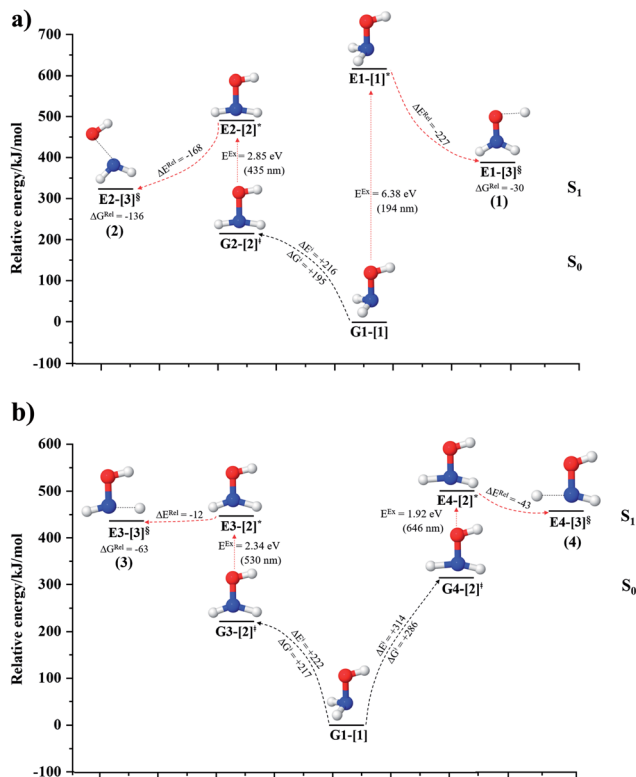 a)
Relative energy/kJ/mol
700
600
500
400
300
200
100
0
-100
E1-[1]*
E2-[2]*
ΔE^Rel = -168
ΔE^Rel = -227
E2-[3]§
ΔG^Rel = -136
(2)
E^Ex = 2.85 eV
(435 nm)
E^Ex = 6.38 eV
(194 nm)
E1-[3]§
ΔG^Rel = -30
(1)
S₁
G2-[2]‡
ΔE^‡ = +216
ΔG^‡ = +195
S₀
G1-[1]
b)
Relative energy/kJ/mol
600
500
400
300
200
100
0
-100
E3-[3]§
ΔG^Rel = -63
(3)
ΔE^Rel = -12
E3-[2]*
E^Ex = 2.34 eV
(530 nm)
E4-[2]*
ΔE^Rel = -43
E^Ex = 1.92 eV
(646 nm)
E4-[3]§
(4)
S₁
G3-[2]‡
ΔE^‡ = +222
ΔG^‡ = +217
G4-[2]‡
ΔE^‡ = +314
ΔG^‡ = +286
S₀
G1-[1]